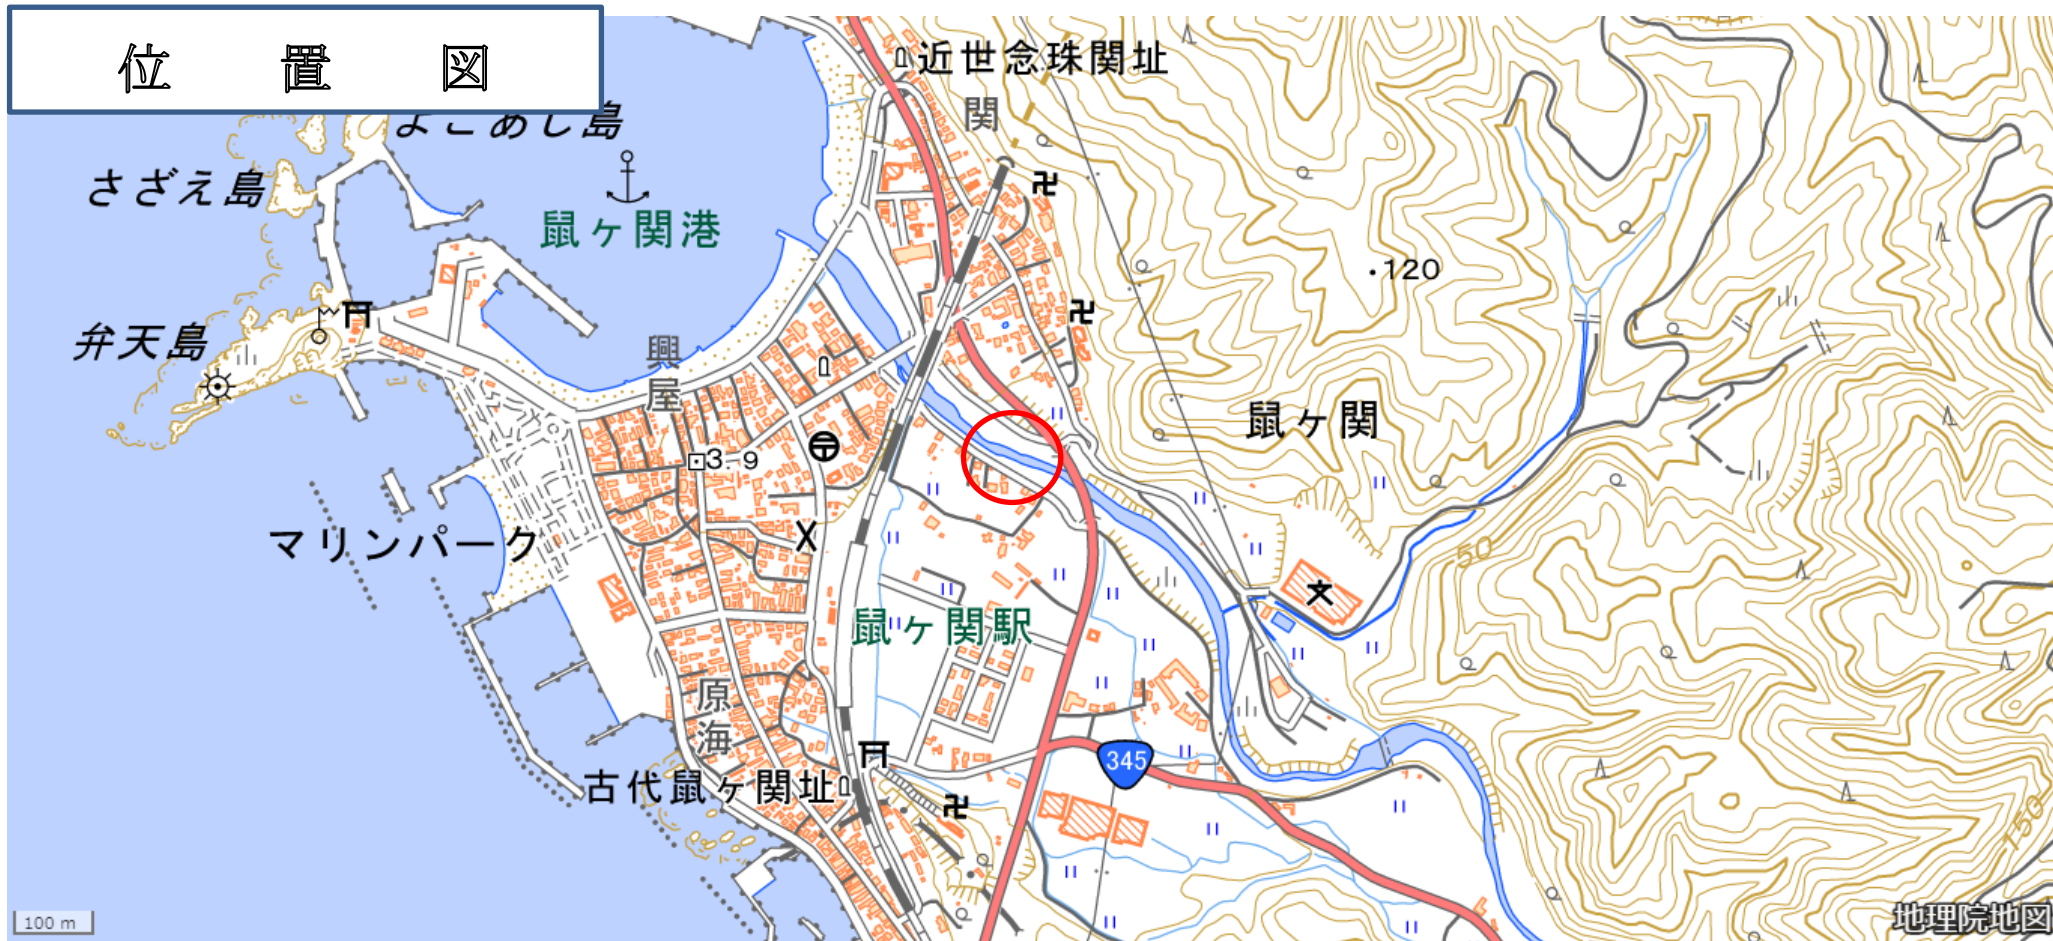 位置図
近世念珠関址
関
よこあし島
さざえ島
鼠ヶ関港
120
弁天島
興屋
鼠ヶ関
3.9
マリンパーク
50
鼠ヶ関駅
原海
345
古代鼠ヶ関址
150
100 m
地理院地図